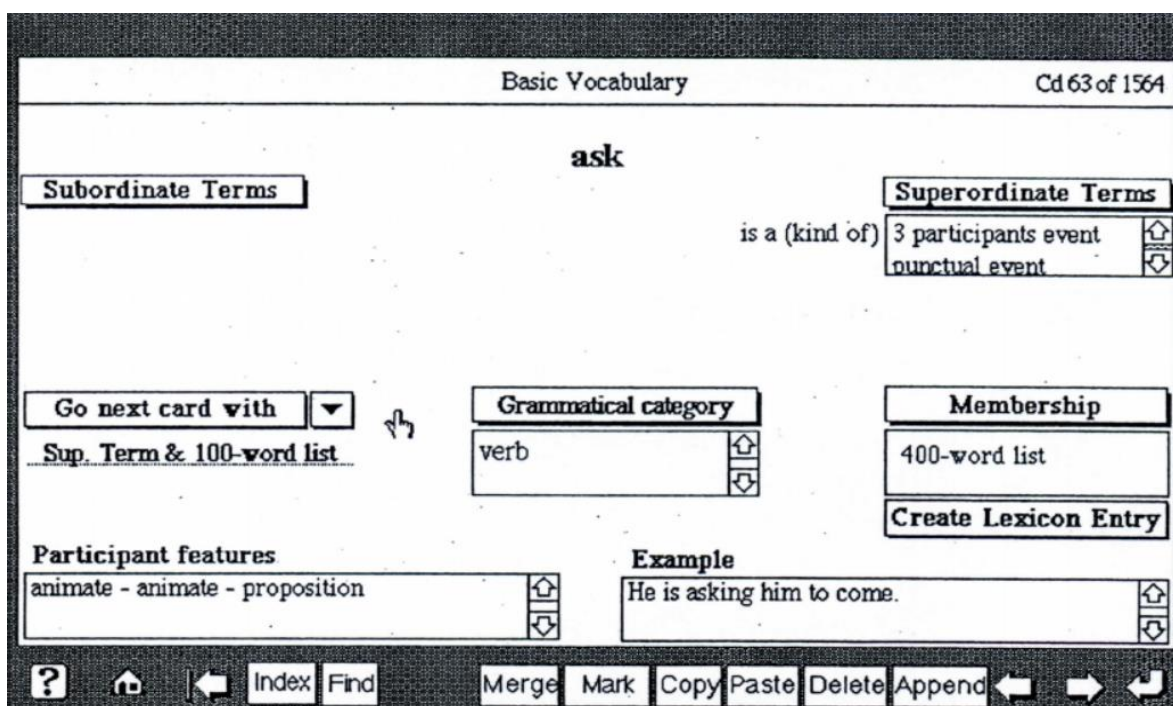 Basic Vocabulary
Cd 63 of 1564
ask
Subordinate Terms
Superordinate Terms
is a (kind of)
3 participants event
punctual event
Go next card with
Sup. Term & 100-word list
Grammatical category
verb
Membership
400-word list
Create Lexicon Entry
Participant features
animate - animate - proposition
Example
He is asking him to come.
? Index Find Merge Mark Copy Paste Delete Append